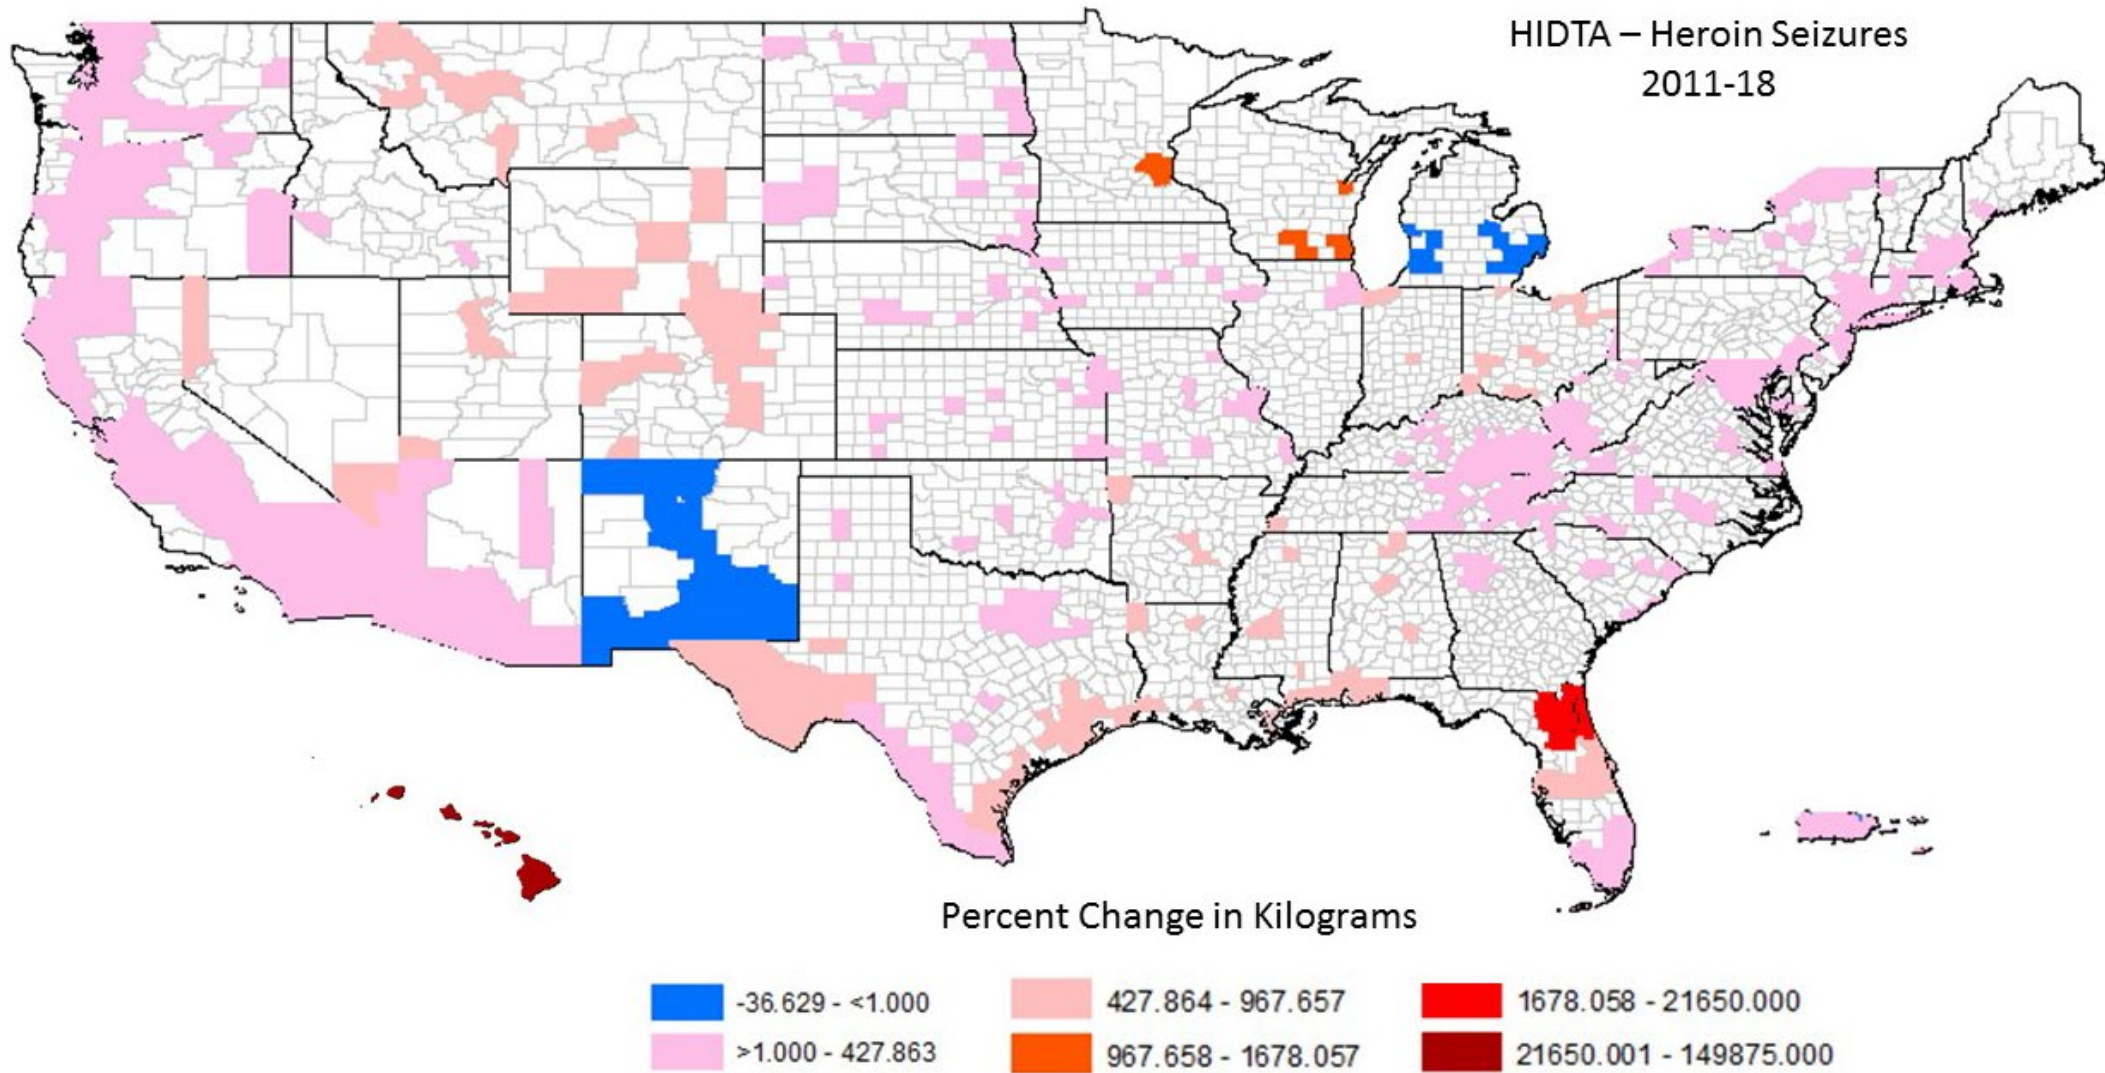 HIDTA – Heroin Seizures
2011-18
Percent Change in Kilograms
-36.629 - <1.000
>1.000 - 427.863
427.864 - 967.657
967.658 - 1678.057
1678.058 - 21650.000
21650.001 - 149875.000